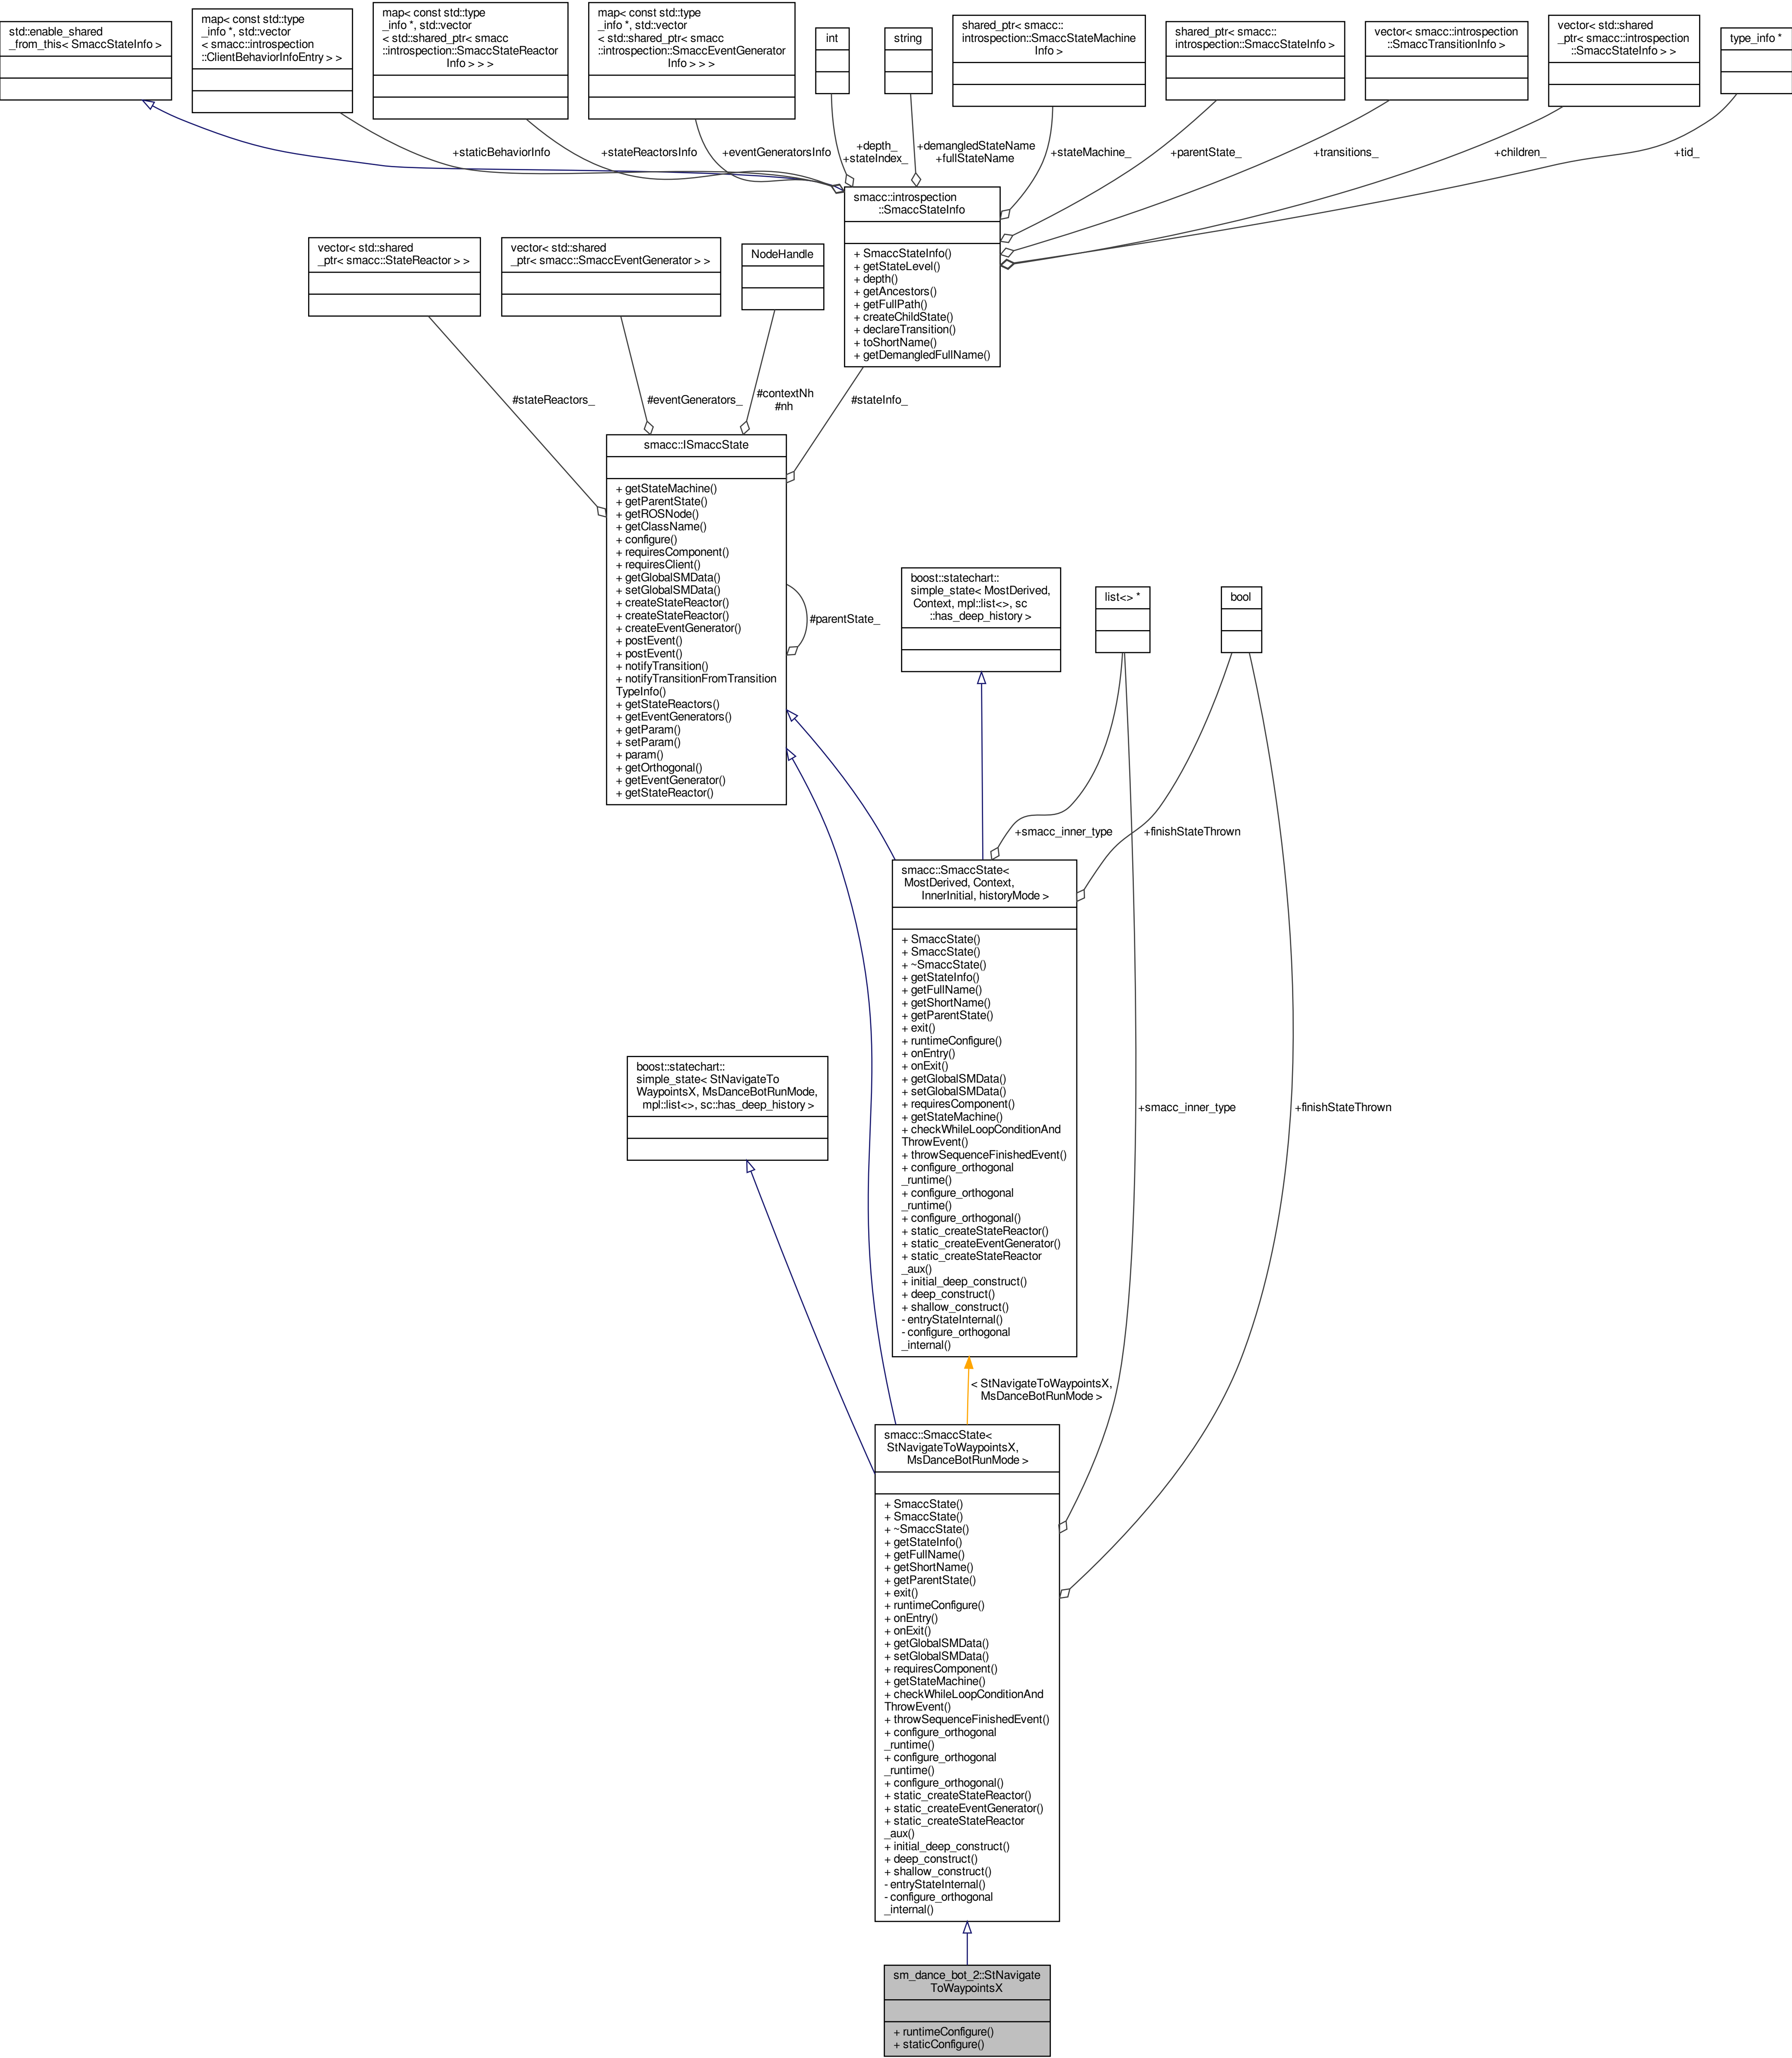 std::enable_shared
_from_this< SmaccStateInfo >
map< const std::type
_info *, std::vector
< smacc::introspection
::ClientBehaviorInfoEntry > >
map< const std::type
_info *, std::vector
< std::shared_ptr< smacc
::introspection::SmaccStateReactor
Info > > >
map< const std::type
_info *, std::vector
< std::shared_ptr< smacc
::introspection::SmaccEventGenerator
Info > > >
int
string
shared_ptr< smacc::
introspection::SmaccStateMachine
Info >
shared_ptr< smacc::
introspection::SmaccStateInfo >
vector< smacc::introspection
::SmaccTransitionInfo >
vector< std::shared
_ptr< smacc::introspection
::SmaccStateInfo > >
type_info *
+staticBehaviorInfo
+stateReactorsInfo
+eventGeneratorsInfo
+depth_
+stateIndex_
+demangledStateName
+fullStateName
+stateMachine_
+parentState_
+transitions_
+children_
+tid_
smacc::introspection
::SmaccStateInfo
+ SmaccStateInfo()
+ getStateLevel()
+ depth()
+ getAncestors()
+ getFullPath()
+ createChildState()
+ declareTransition()
+ toShortName()
+ getDemangledFullName()
vector< std::shared
_ptr< smacc::StateReactor > >
vector< std::shared
_ptr< smacc::SmaccEventGenerator > >
NodeHandle
#stateReactors_
#eventGenerators_
#contextNh
#nh
#stateInfo_
smacc::ISmaccState
+ getStateMachine()
+ getParentState()
+ getROSNode()
+ getClassName()
+ configure()
+ requiresComponent()
+ requiresClient()
+ getGlobalSMData()
+ setGlobalSMData()
+ createStateReactor()
+ createStateReactor()
+ createEventGenerator()
+ postEvent()
+ postEvent()
+ notifyTransition()
+ notifyTransitionFromTransition
TypeInfo()
+ getStateReactors()
+ getEventGenerators()
+ getParam()
+ setParam()
+ param()
+ getOrthogonal()
+ getEventGenerator()
+ getStateReactor()
#parentState_
boost::statechart::
simple_state< MostDerived,
Context, mpl::list<>, sc
::has_deep_history >
list<> *
bool
+smacc_inner_type
+finishStateThrown
smacc::SmaccState<
MostDerived, Context,
InnerInitial, historyMode >
+ SmaccState()
+ SmaccState()
+ ~SmaccState()
+ getStateInfo()
+ getFullName()
+ getShortName()
+ getParentState()
+ exit()
+ runtimeConfigure()
+ onEntry()
+ onExit()
+ getGlobalSMData()
+ setGlobalSMData()
+ requiresComponent()
+ getStateMachine()
+ checkWhileLoopConditionAnd
ThrowEvent()
+ throwSequenceFinishedEvent()
+ configure_orthogonal
_runtime()
+ configure_orthogonal
_runtime()
+ configure_orthogonal()
+ static_createStateReactor()
+ static_createEventGenerator()
+ static_createStateReactor
_aux()
+ initial_deep_construct()
+ deep_construct()
+ shallow_construct()
- entryStateInternal()
- configure_orthogonal
_internal()
boost::statechart::
simple_state< StNavigateTo
WaypointsX, MsDanceBotRunMode,
mpl::list<>, sc::has_deep_history >
+smacc_inner_type
+finishStateThrown
< StNavigateToWaypointsX,
MsDanceBotRunMode >
smacc::SmaccState<
StNavigateToWaypointsX,
MsDanceBotRunMode >
+ SmaccState()
+ SmaccState()
+ ~SmaccState()
+ getStateInfo()
+ getFullName()
+ getShortName()
+ getParentState()
+ exit()
+ runtimeConfigure()
+ onEntry()
+ onExit()
+ getGlobalSMData()
+ setGlobalSMData()
+ requiresComponent()
+ getStateMachine()
+ checkWhileLoopConditionAnd
ThrowEvent()
+ throwSequenceFinishedEvent()
+ configure_orthogonal
_runtime()
+ configure_orthogonal
_runtime()
+ configure_orthogonal()
+ static_createStateReactor()
+ static_createEventGenerator()
+ static_createStateReactor
_aux()
+ initial_deep_construct()
+ deep_construct()
+ shallow_construct()
- entryStateInternal()
- configure_orthogonal
_internal()
sm_dance_bot_2::StNavigate
ToWaypointsX
+ runtimeConfigure()
+ staticConfigure()